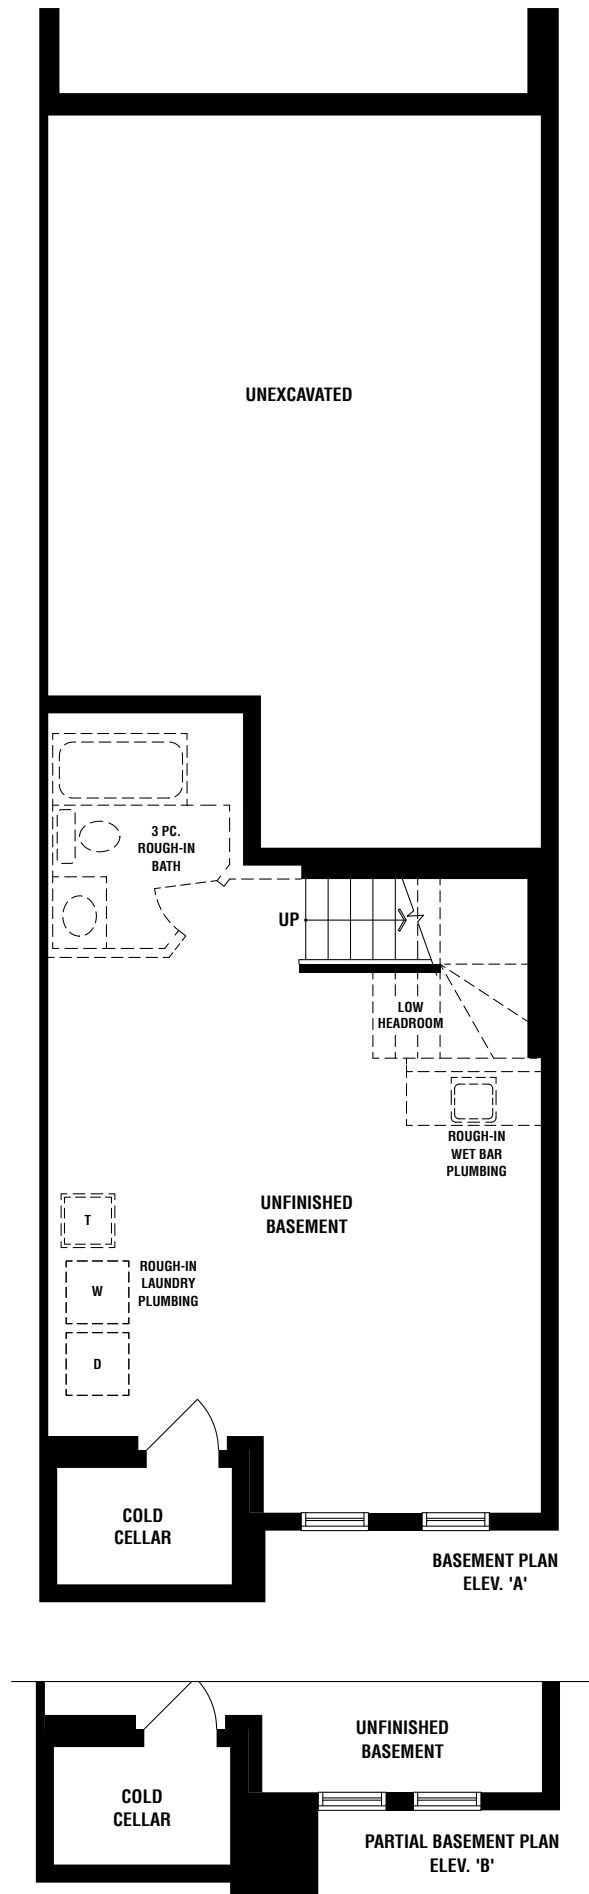 UNEXCAVATED
3 PC.
ROUGH-IN
BATH
UP
LOW
HEADROOM
ROUGH-IN
WET BAR
PLUMBING
UNFINISHED
BASEMENT
T
ROUGH-IN
LAUNDRY
PLUMBING
W
D
COLD
CELLAR
BASEMENT PLAN
ELEV. 'A'
UNFINISHED
BASEMENT
COLD
CELLAR
PARTIAL BASEMENT PLAN
ELEV. 'B'